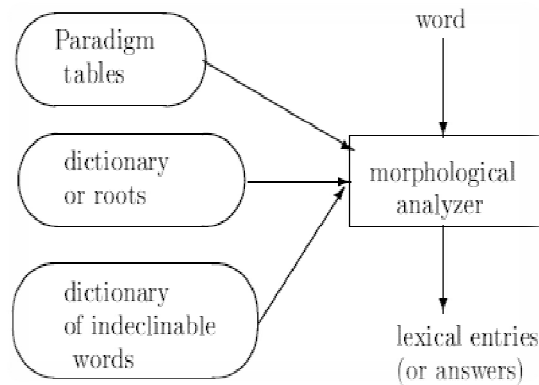 Paradigm
tables
word
dictionary
or roots
morphological
analyzer
dictionary
of indeclinable
words
lexical entries
(or answers)